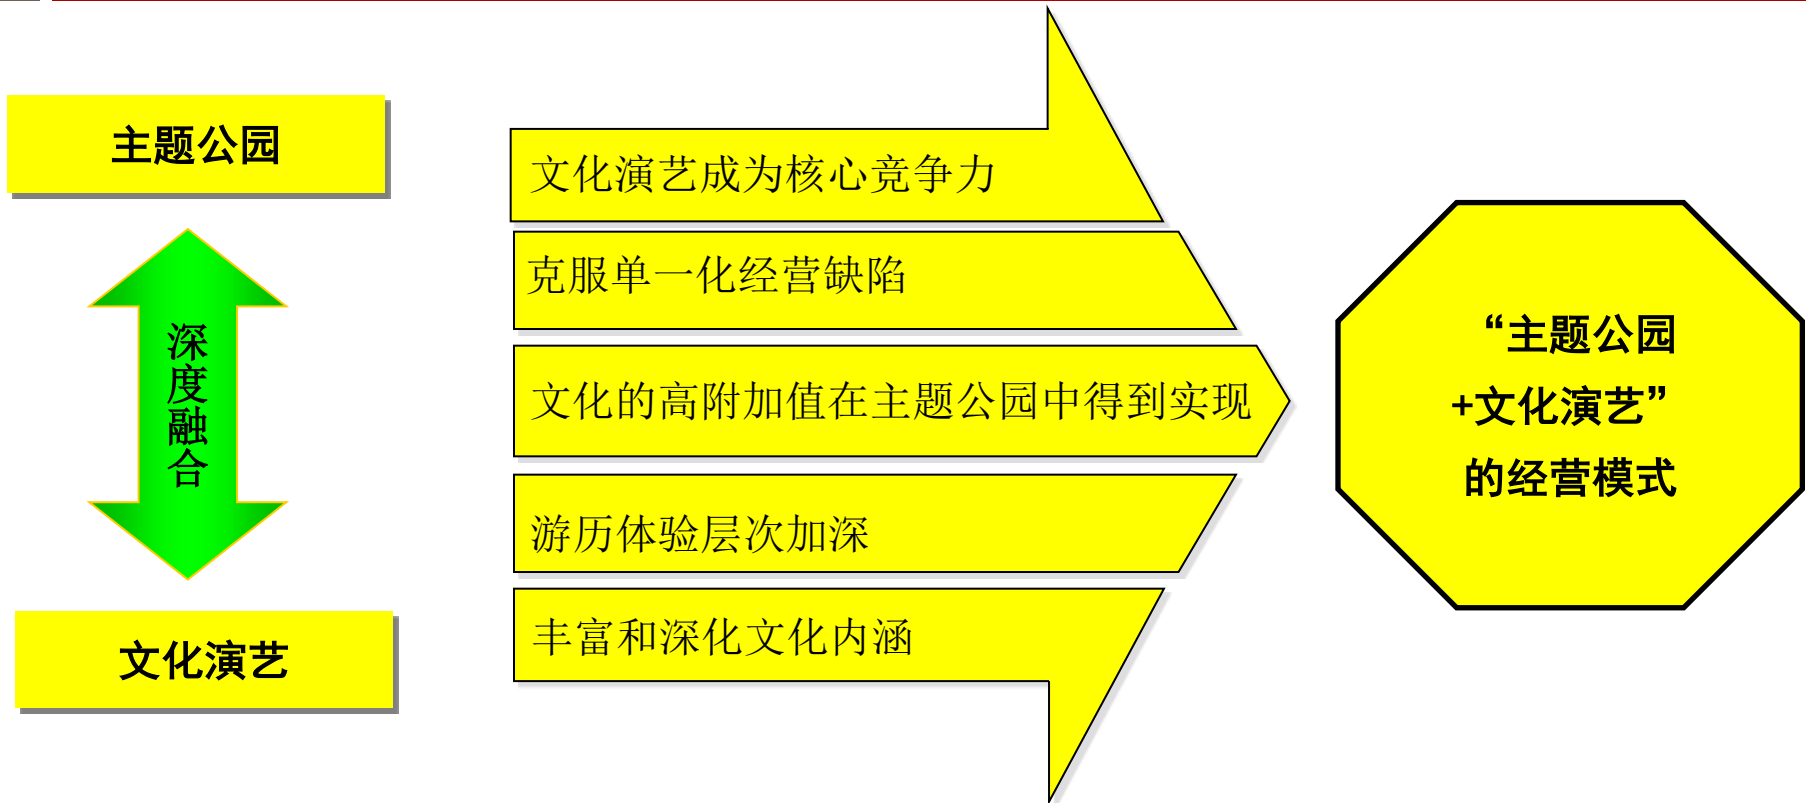 主题公园
深度融合
文化演艺
文化演艺成为核心竞争力
克服单一化经营缺陷
文化的高附加值在主题公园中得到实现
游历体验层次加深
丰富和深化文化内涵
“主题公园
+文化演艺”
的经营模式